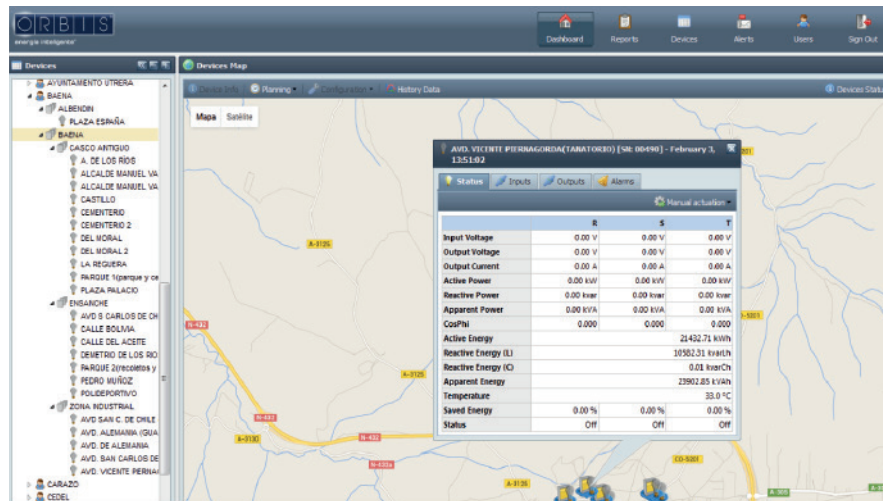 ORBIS
energía inteligente
Dashboard
Reports
Devices
Alerts
Users
Sign Out
Devices
AYUNTAMIENTO UTRERA
BAENA
ALBENDIN
PLAZA ESPAÑA
BAENA
CASCO ANTIGUO
A. DE LOS RÍOS
ALCALDE MANUEL VA
ALCALDE MANUEL VA
CASTILLO
CEMENTERIO
CEMENTERIO 2
DEL MORAL
DEL MORAL 2
LA REGUERA
PARQUE 1(parque y ca
PLAZA PALACIO
ENSANCHE
AVD S CARLOS DE CH
CALLE BOLIVIA
CALLE DEL ACEITE
DEMETRIO DE LOS RIO
PARQUE 2(recoletos y
PEDRO MUÑOZ
POLIDEPORTIVO
ZONA INDUSTRIAL
AVD SAN C. DE CHILE
AVD. ALEMANIA (GUA
AVD. DE ALEMANIA
AVD. SAN CARLOS DE
AVD. VICENTE PIERNA
CARAZO
CEDEL
Devices Map
Device Info
Planning
Configuration
History Data
Devices Statu
Mapa Satélite
AVD. VICENTE PIERNAGORDA(TANATORIO) [SN: 00490] - February 3,
13:51:02
Status Inputs Outputs Alarms
Manual actuation
R S T
Input Voltage 0.00 V 0.00 V 0.00 V
Output Voltage 0.00 V 0.00 V 0.00 V
Output Current 0.00 A 0.00 A 0.00 A
Active Power 0.00 kW 0.00 kW 0.00 kW
Reactive Power 0.00 kvar 0.00 kvar 0.00 kvar
Apparent Power 0.00 kVA 0.00 kVA 0.00 kVA
CosPhi 0.000 0.000 0.000
Active Energy 21432.71 kWh
Reactive Energy (L) 10582.31 kvarLh
Reactive Energy (C) 0.01 kvarCh
Apparent Energy 23902.85 kVAh
Temperature 33.0 °C
Saved Energy 0.00 % 0.00 % 0.00 %
Status Off Off Off
A-3125
N-432
A-3125
N-432
A-3130
N-432
N-432a
A-3125
CO-5201
A-305